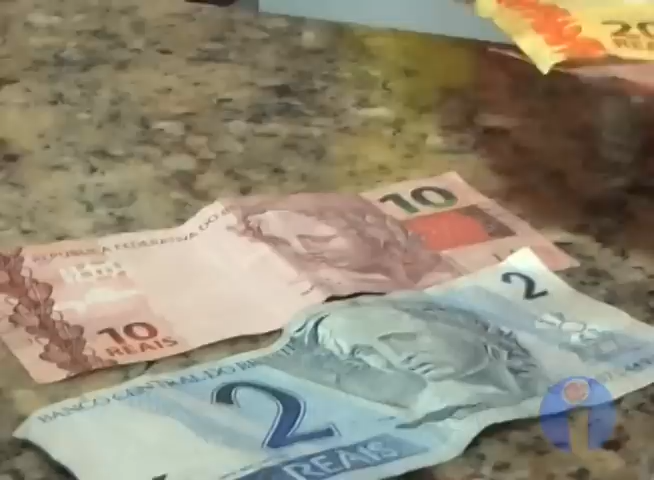 20
REAIS
10
REPÚBLICA FEDERATIVA DO
10
REAIS
2
BANCO CENTRAL DO
2
REAIS